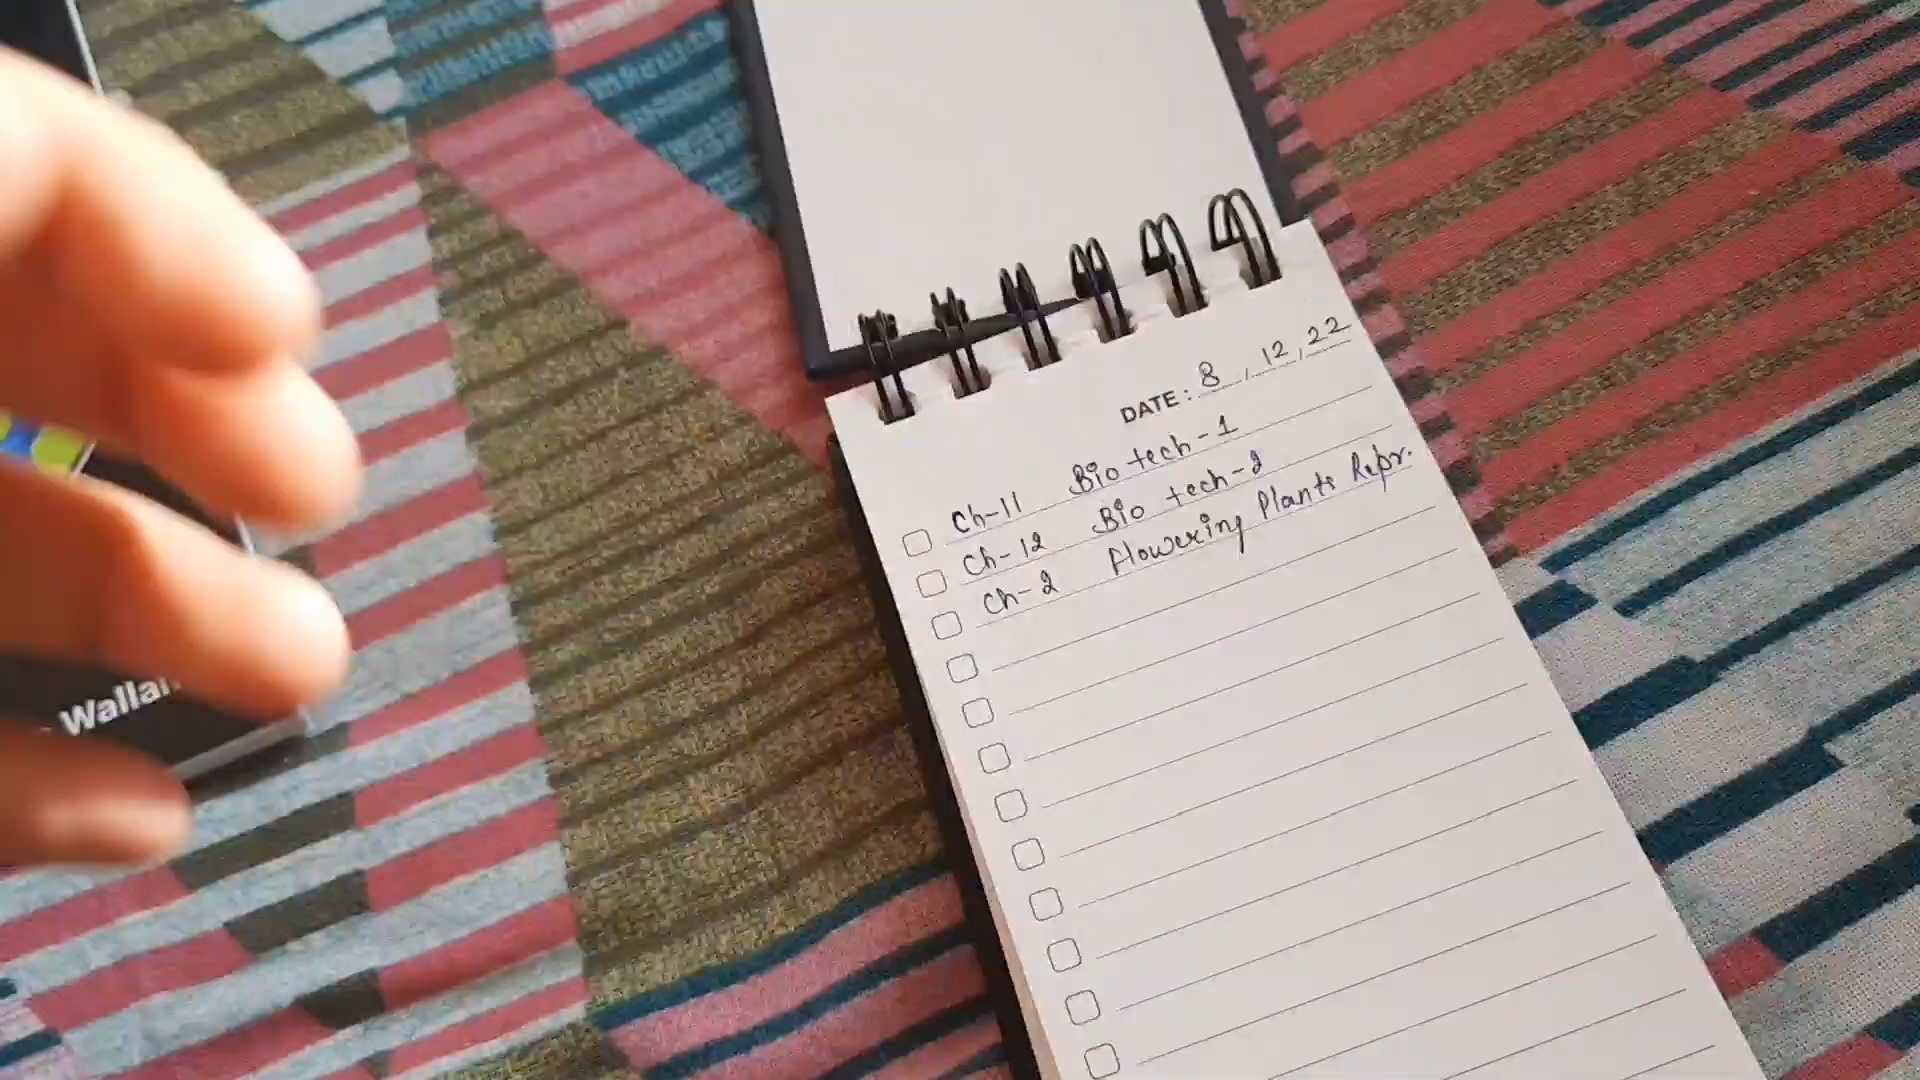 DATE: 8, 12, 22
Ch-11 Bio tech-1
Ch-12 Bio tech-2
Ch-2 Flowering Plants Repr.